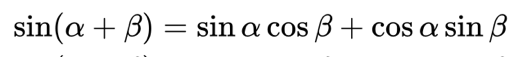 sin(α + β) = sin α cos β + cos α sin β